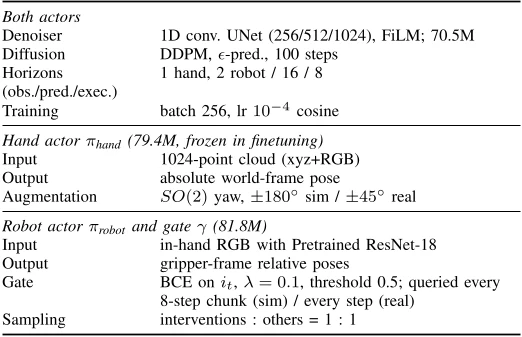 Both actors
Denoiser 1D conv. UNet (256/512/1024), FiLM; 70.5M
Diffusion DDPM, ϵ-pred., 100 steps
Horizons 1 hand, 2 robot / 16 / 8
(obs./pred./exec.)
Training batch 256, lr 10⁻⁴ cosine
Hand actor π_hand (79.4M, frozen in finetuning)
Input 1024-point cloud (xyz+RGB)
Output absolute world-frame pose
Augmentation SO(2) yaw, ±180° sim / ±45° real
Robot actor π_robot and gate γ (81.8M)
Input in-hand RGB with Pretrained ResNet-18
Output gripper-frame relative poses
Gate BCE on i_t, λ = 0.1, threshold 0.5; queried every
8-step chunk (sim) / every step (real)
Sampling interventions : others = 1 : 1